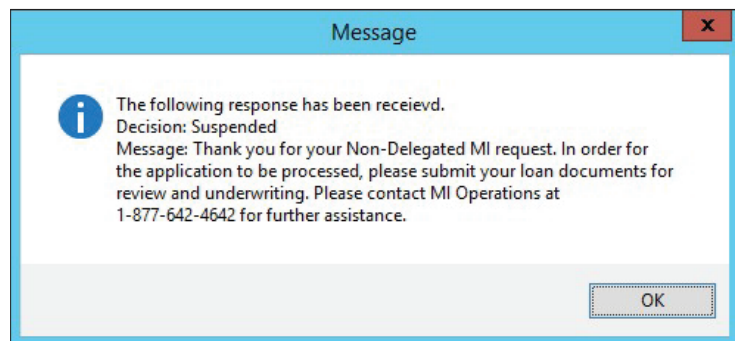 Message
x
The following response has been receievd.
Decision: Suspended
Message: Thank you for your Non-Delegated MI request. In order for
the application to be processed, please submit your loan documents for
review and underwriting. Please contact MI Operations at
1-877-642-4642 for further assistance.
OK